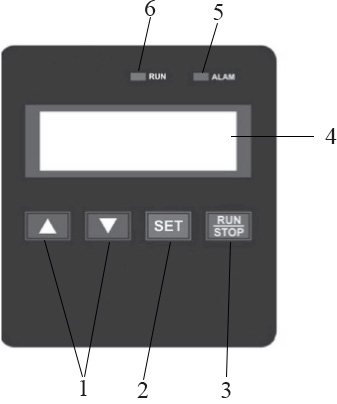 6 5
RUN ALAM
4
SET RUN
STOP
1 2 3